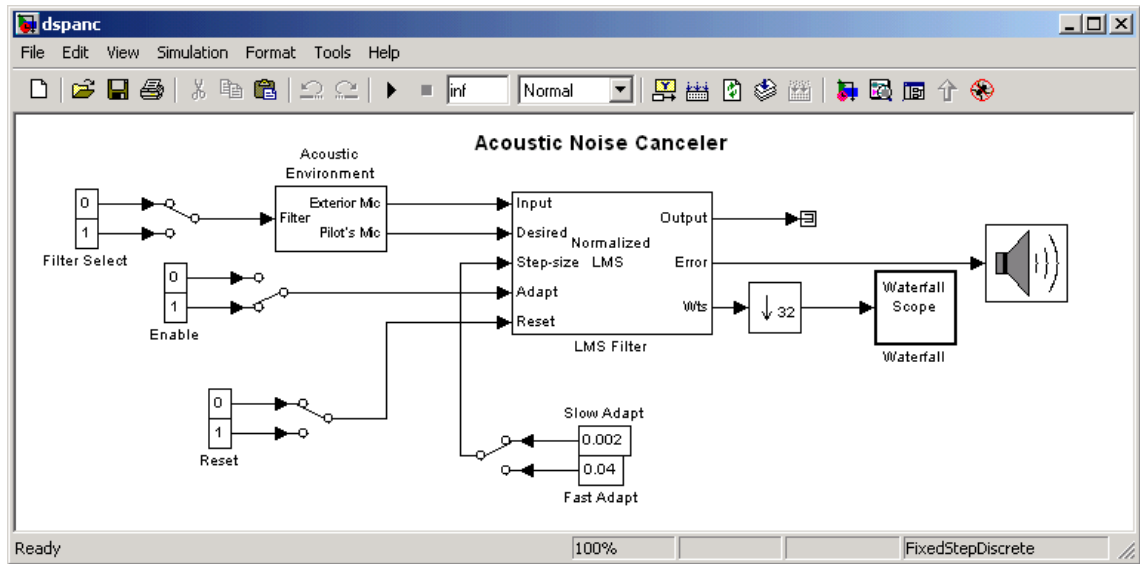 dspanc
File Edit View Simulation Format Tools Help
inf Normal
Acoustic Noise Canceler
Acoustic
Environment
Filter
Exterior Mic
Pilot's Mic
0
1
Filter Select
0
1
Enable
0
1
Reset
Input
Desired
Step-size
Adapt
Reset
Normalized
LMS
Output
Error
Wts
LMS Filter
32
Waterfall
Scope
Waterfall
Slow Adapt
0.002
0.04
Fast Adapt
Ready 100% FixedStepDiscrete